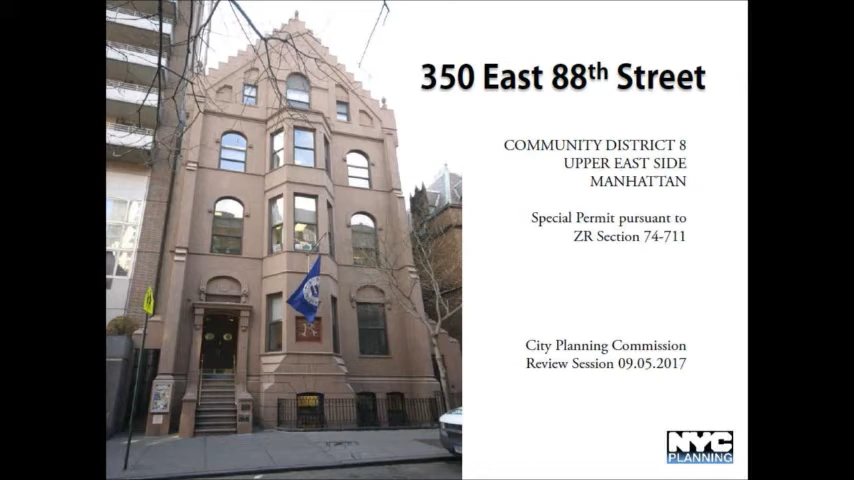 350 East 88th Street
COMMUNITY DISTRICT 8
UPPER EAST SIDE
MANHATTAN
Special Permit pursuant to
ZR Section 74-711
City Planning Commission
Review Session 09.05.2017
NYC
PLANNING